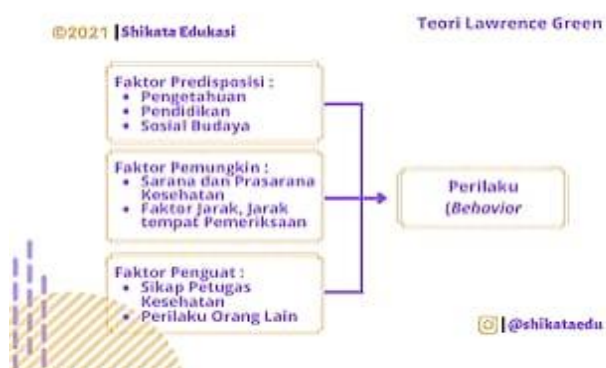 ©2021 Shikata Edukasi
Teori Lawrence Green
Faktor Predisposisi :
• Pengetahuan
• Pendidikan
• Sosial Budaya
Faktor Pemungkin :
• Sarana dan Prasarana
Kesehatan
• Faktor Jarak, Jarak
tempat Pemeriksaan
Faktor Penguat :
• Sikap Petugas
Kesehatan
• Perilaku Orang Lain
Perilaku
(Behavior
@shikataedu